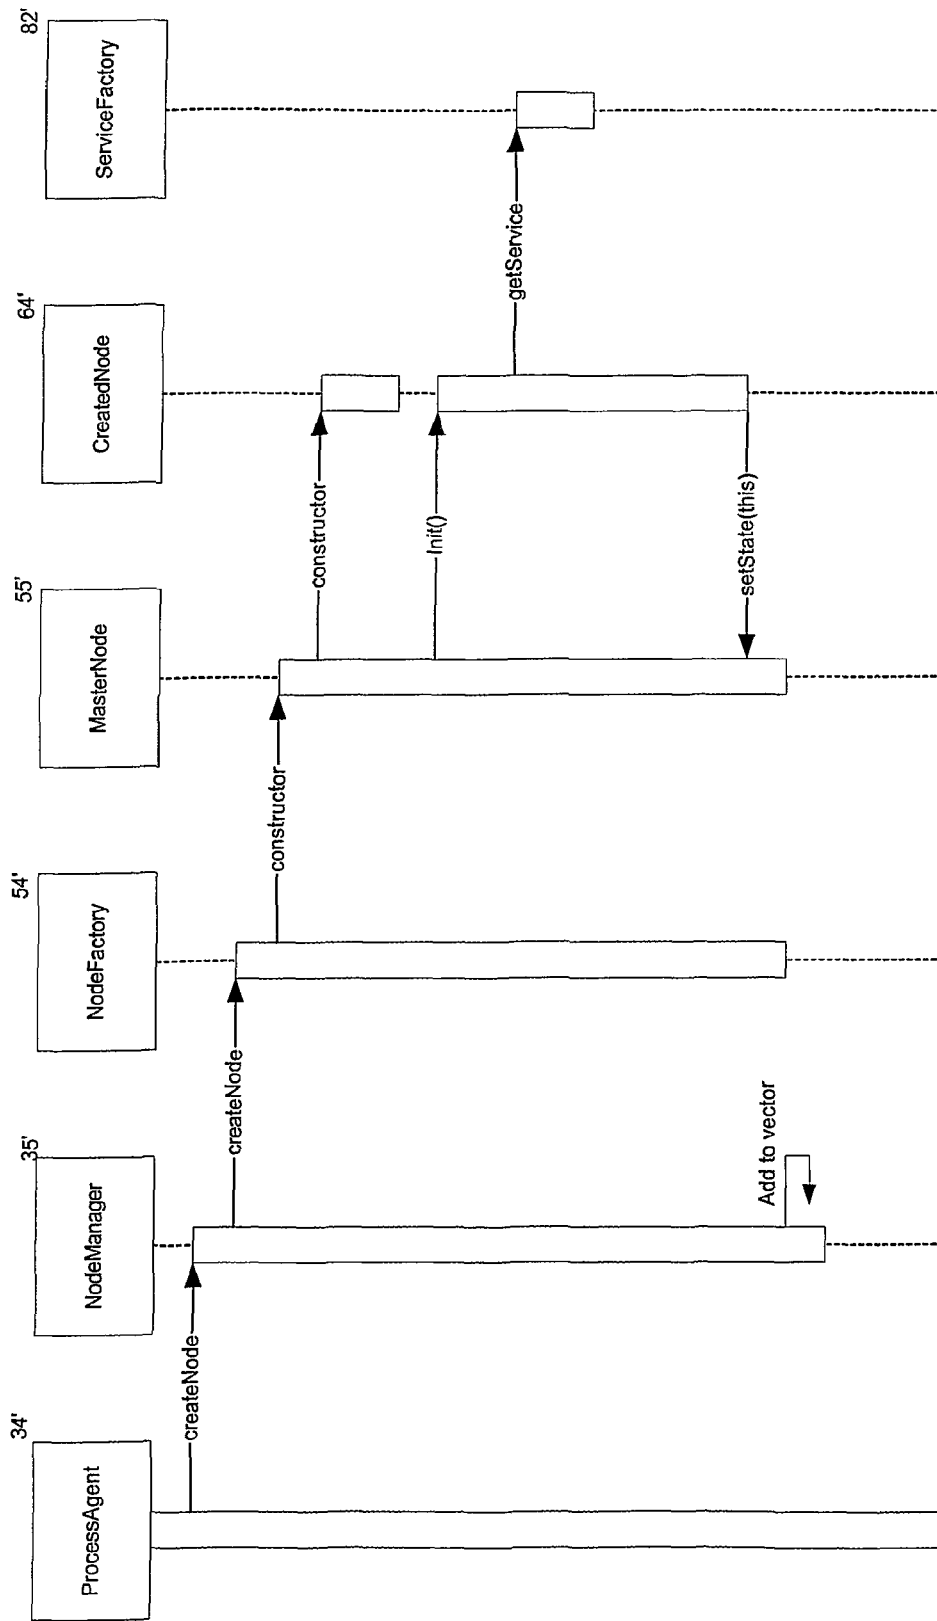 34'
35'
54'
55'
64'
82'
ProcessAgent
NodeManager
NodeFactory
MasterNode
CreatedNode
ServiceFactory
createNode
createNode
constructor
constructor
Init()
getService
setState(this)
Add to vector